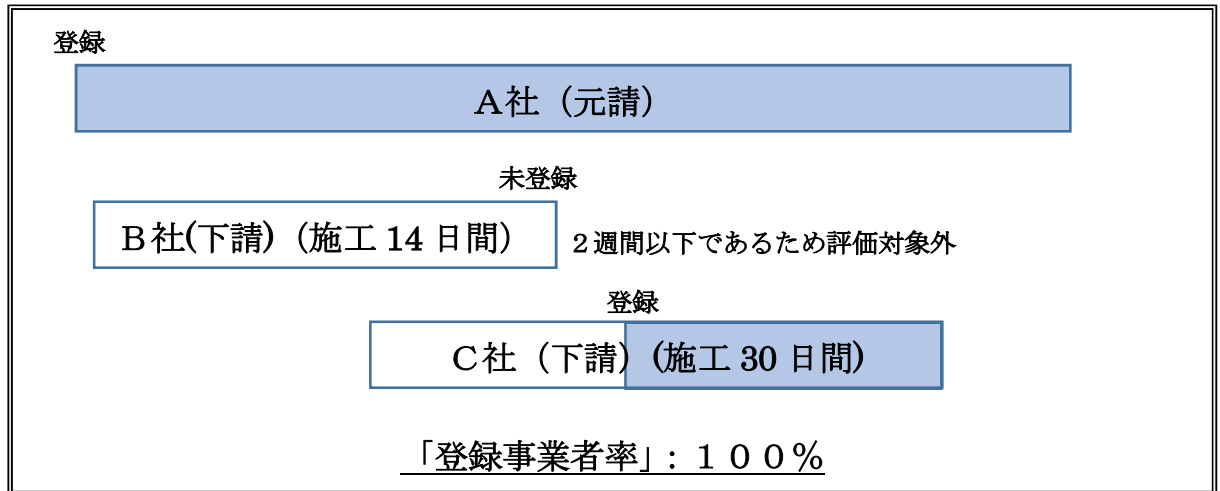 登録
A社（元請）
未登録
B社(下請)（施工 14 日間）
２週間以下であるため評価対象外
登録
C社（下請）(施工 30 日間)
「登録事業者率」：１００％